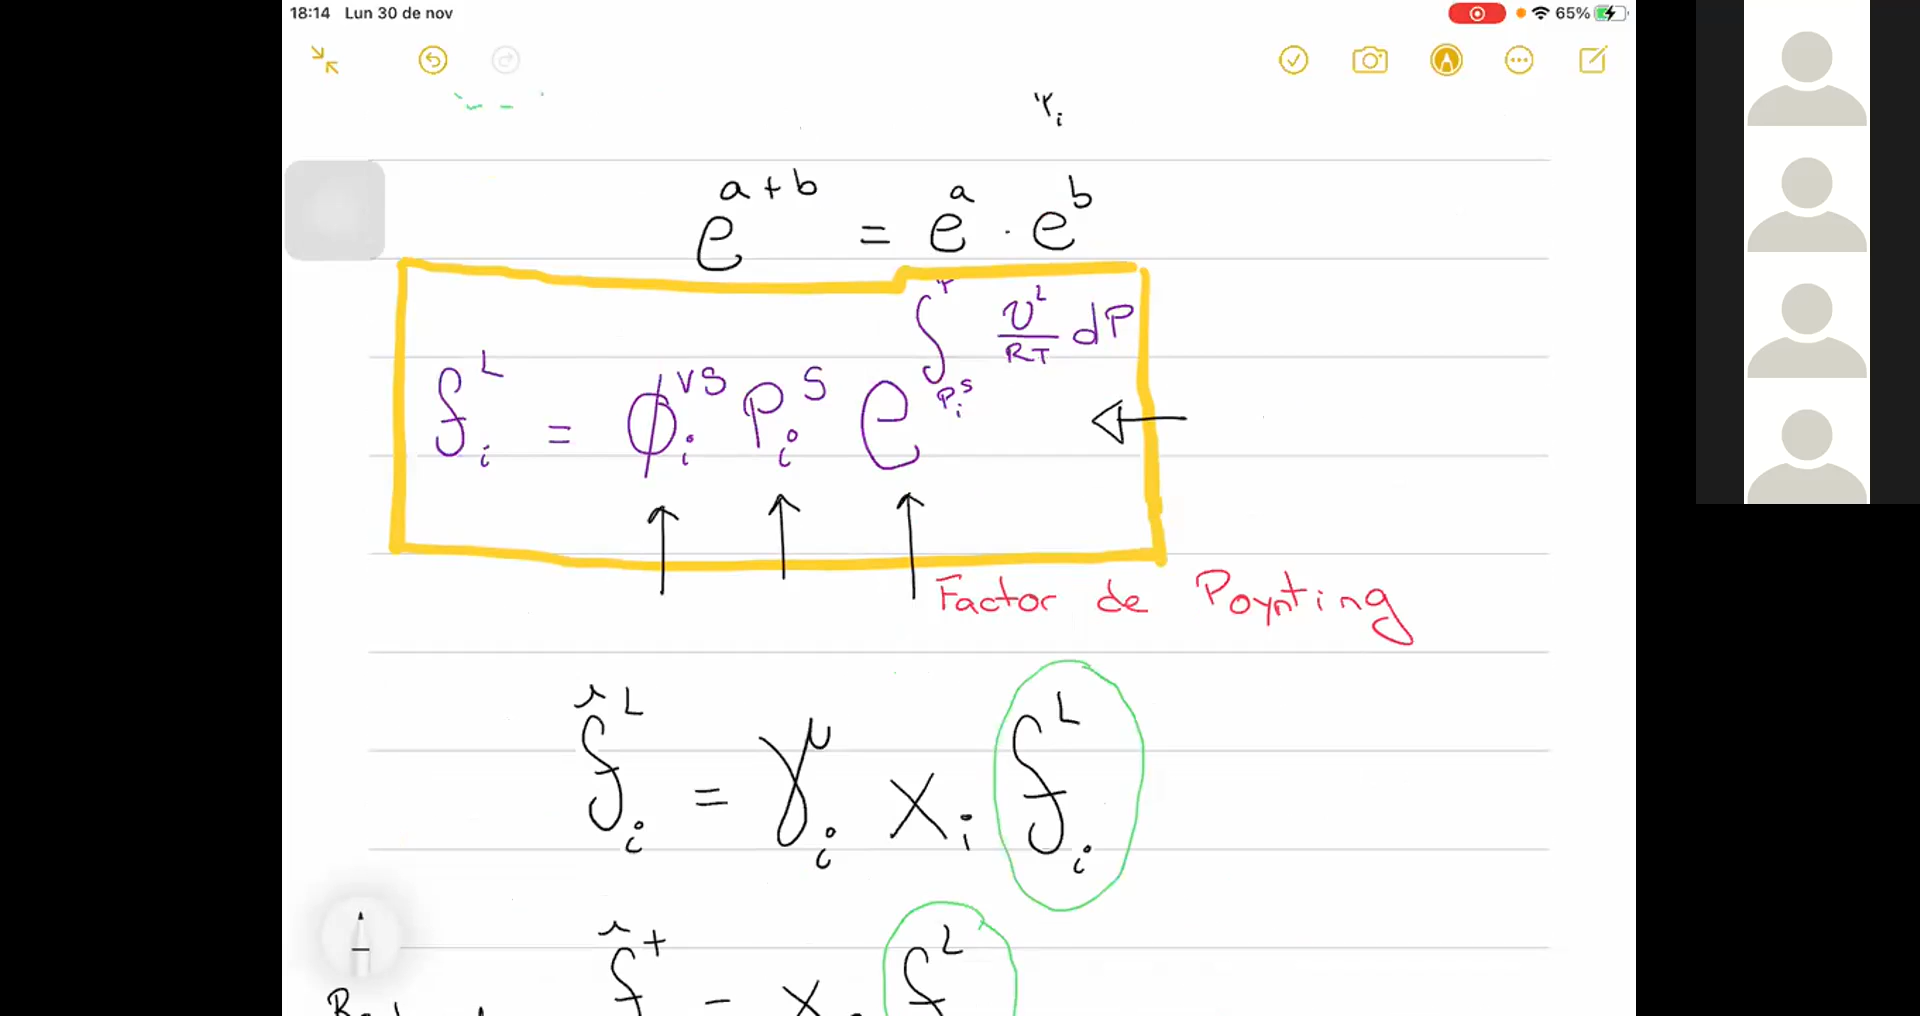 18:14 Lun 30 de nov 65%
e^{a+b} = e^a · e^b
f_i^L = φ_i^{VS} P_i^S e^{∫_{P_i^S}^{P} \frac{v^L}{RT} dP}
Factor de Poynting
f̂_i^L = γ_i x_i f_i^L